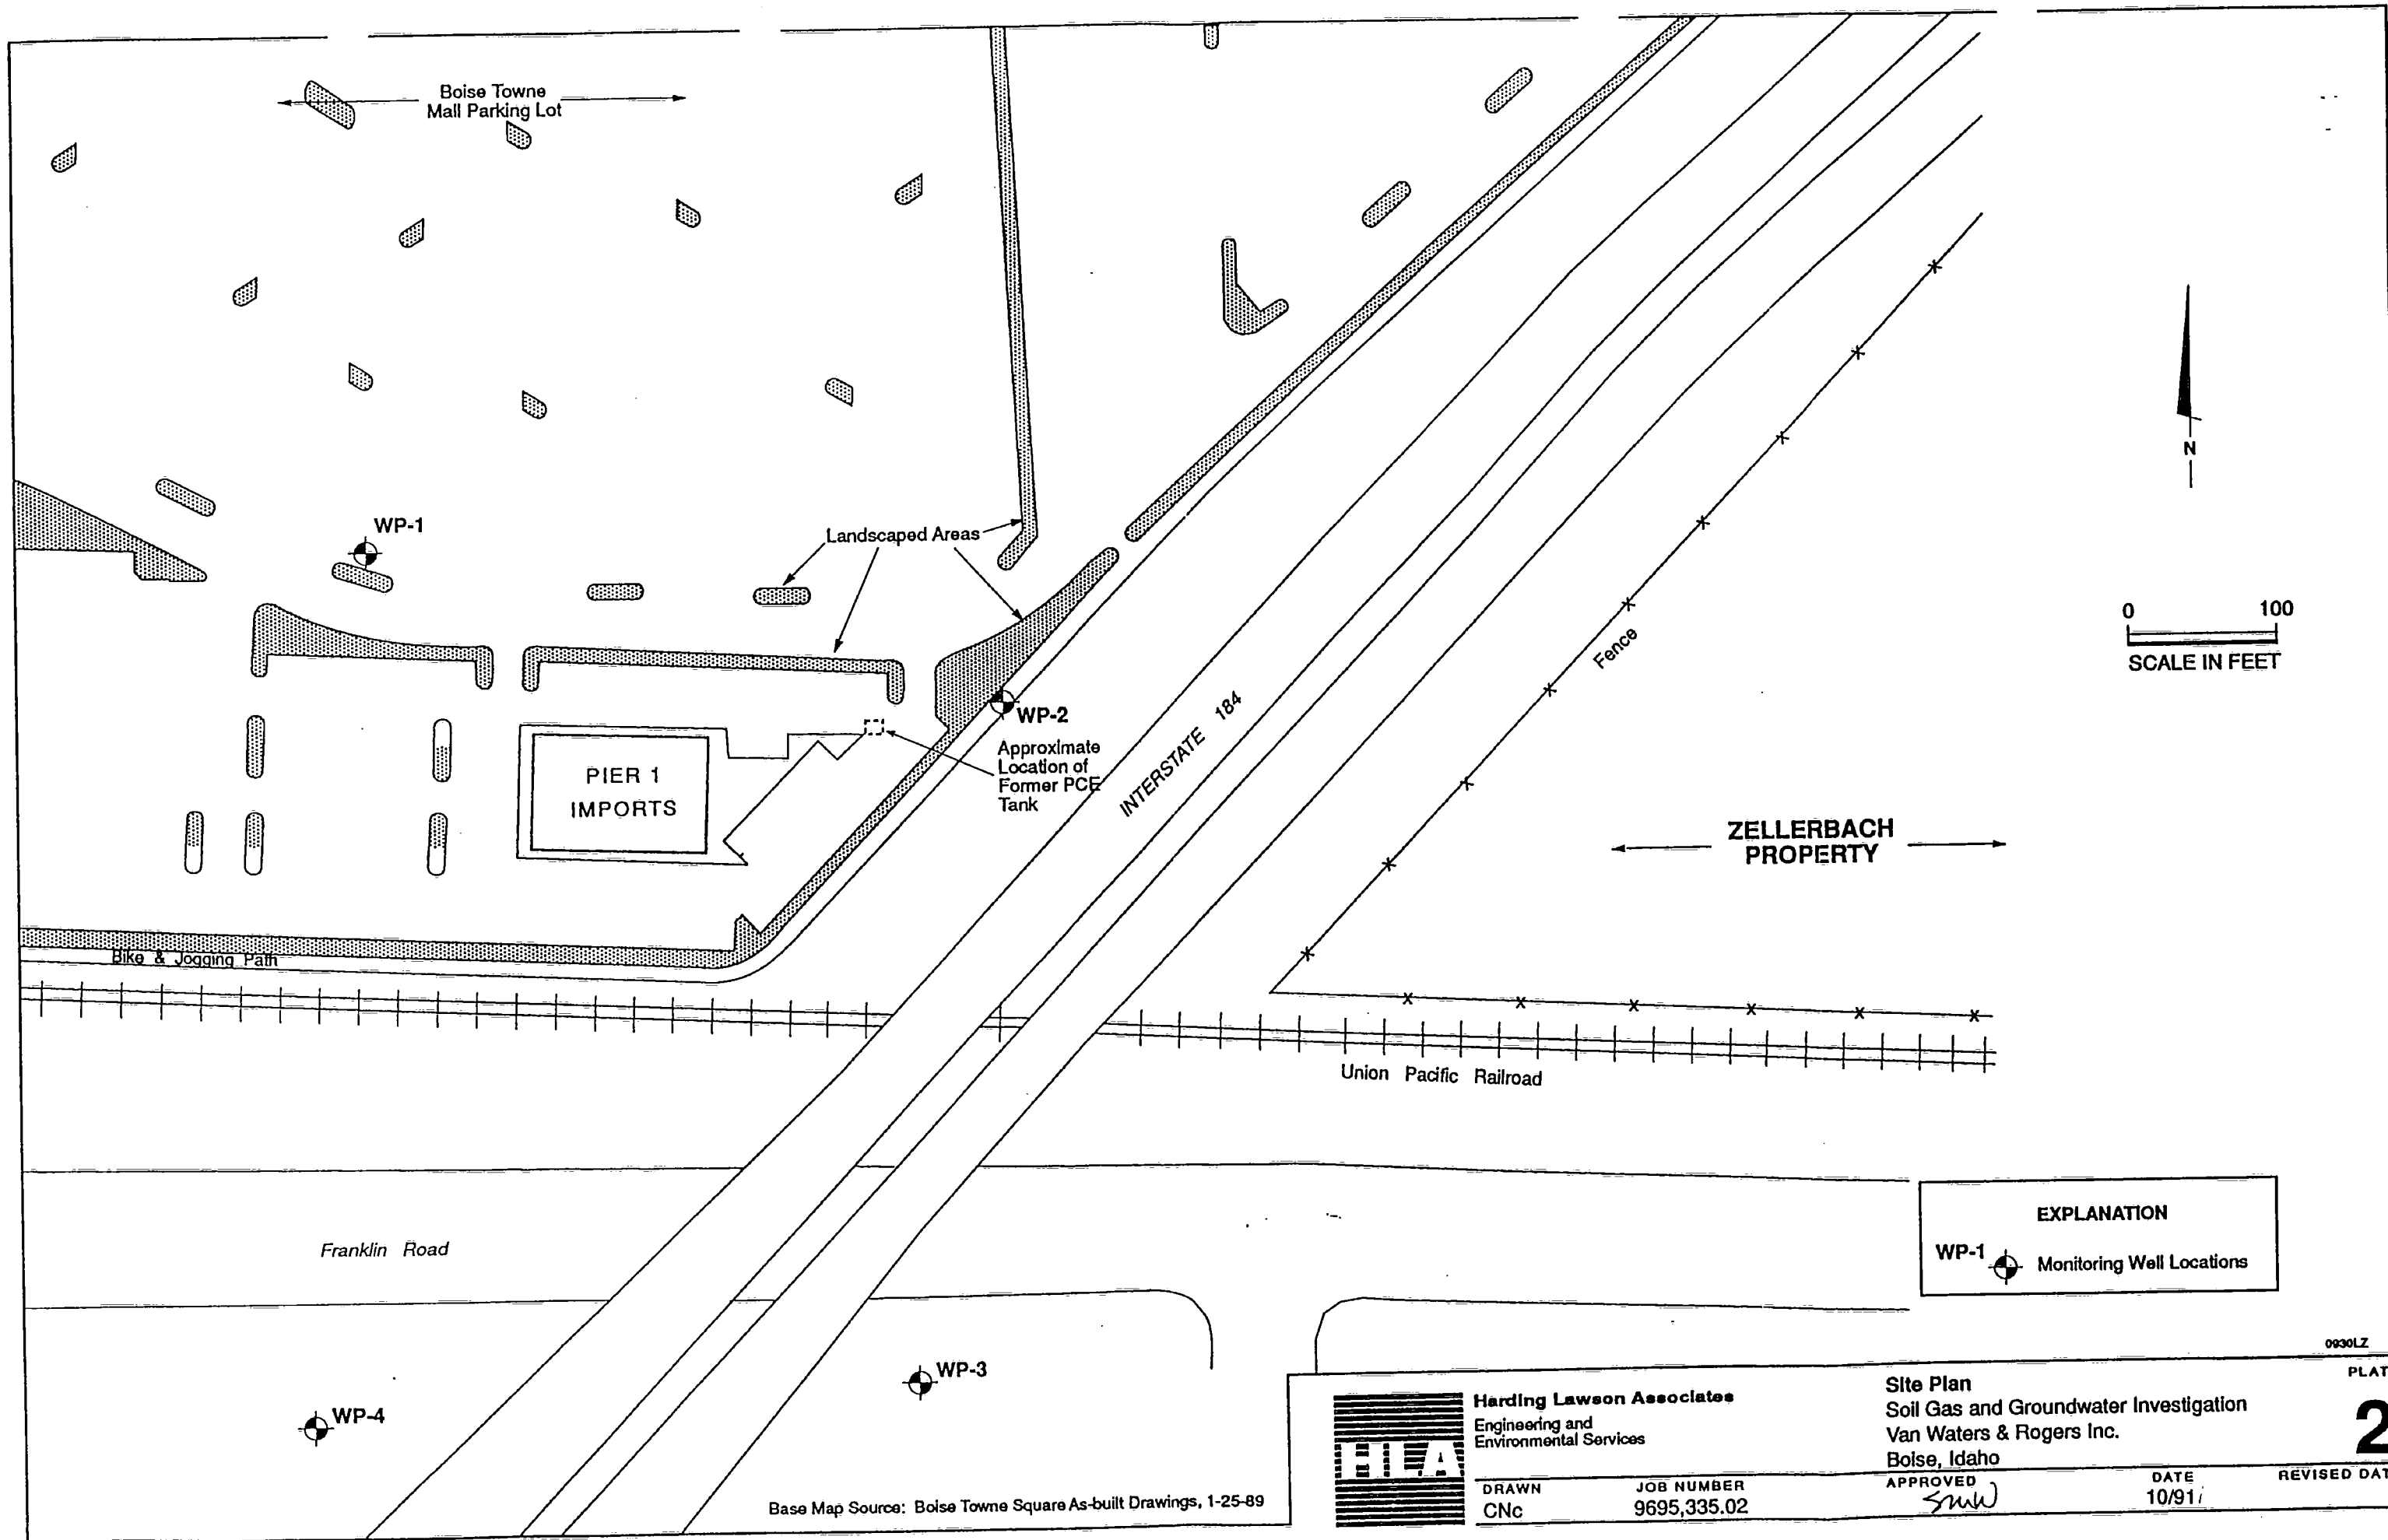 Boise Towne
Mall Parking Lot
WP-1
Landscaped Areas
N
0 100
SCALE IN FEET
Fence
WP-2
Approximate
Location of
Former PCE
Tank
INTERSTATE 184
PIER 1
IMPORTS
ZELLERBACH
PROPERTY
Bike & Jogging Path
Union Pacific Railroad
Franklin Road
EXPLANATION
WP-1 Monitoring Well Locations
WP-3
WP-4
Base Map Source: Boise Towne Square As-built Drawings, 1-25-89
0930LZ
HLA
Harding Lawson Associates
Engineering and
Environmental Services
Site Plan
Soil Gas and Groundwater Investigation
Van Waters & Rogers Inc.
Boise, Idaho
PLAT
2
DRAWN
CNc
JOB NUMBER
9695,335.02
APPROVED
SMW
DATE
10/91
REVISED DAT